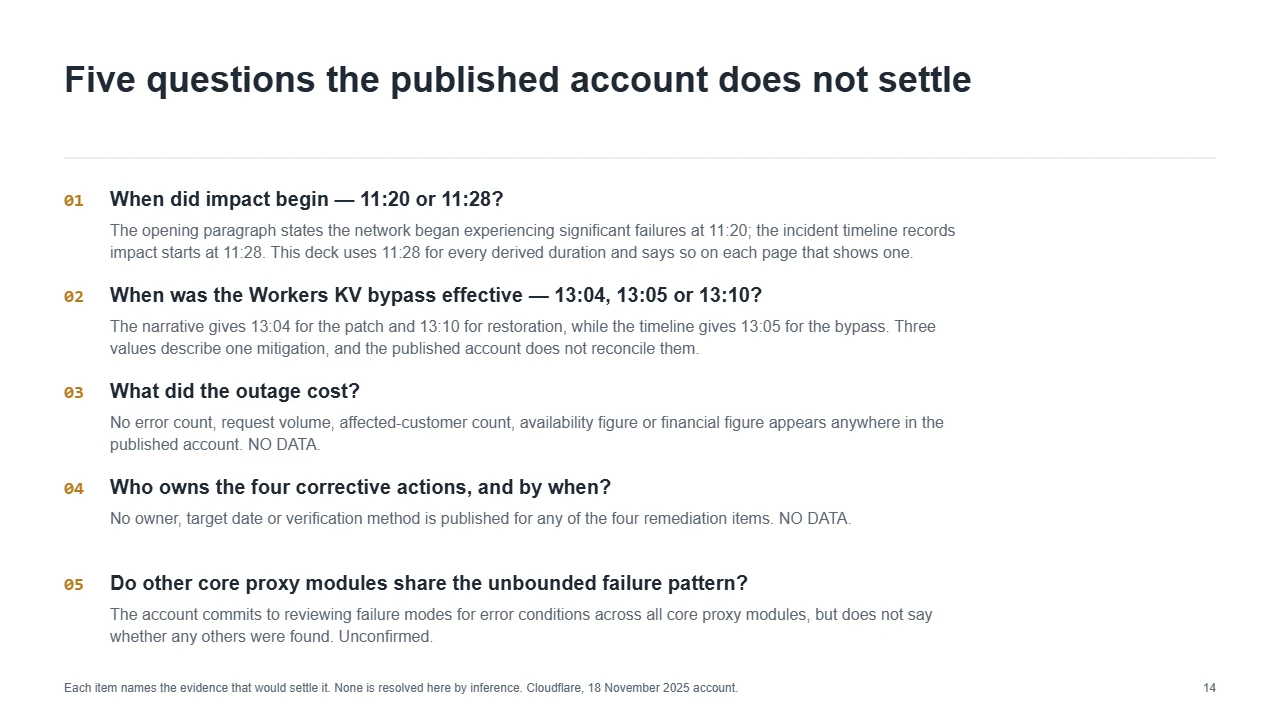 Five questions the published account does not settle
01 When did impact begin — 11:20 or 11:28?
The opening paragraph states the network began experiencing significant failures at 11:20; the incident timeline records
impact starts at 11:28. This deck uses 11:28 for every derived duration and says so on each page that shows one.
02 When was the Workers KV bypass effective — 13:04, 13:05 or 13:10?
The narrative gives 13:04 for the patch and 13:10 for restoration, while the timeline gives 13:05 for the bypass. Three
values describe one mitigation, and the published account does not reconcile them.
03 What did the outage cost?
No error count, request volume, affected-customer count, availability figure or financial figure appears anywhere in the
published account. NO DATA.
04 Who owns the four corrective actions, and by when?
No owner, target date or verification method is published for any of the four remediation items. NO DATA.
05 Do other core proxy modules share the unbounded failure pattern?
The account commits to reviewing failure modes for error conditions across all core proxy modules, but does not say
whether any others were found. Unconfirmed.
Each item names the evidence that would settle it. None is resolved here by inference. Cloudflare, 18 November 2025 account.
14